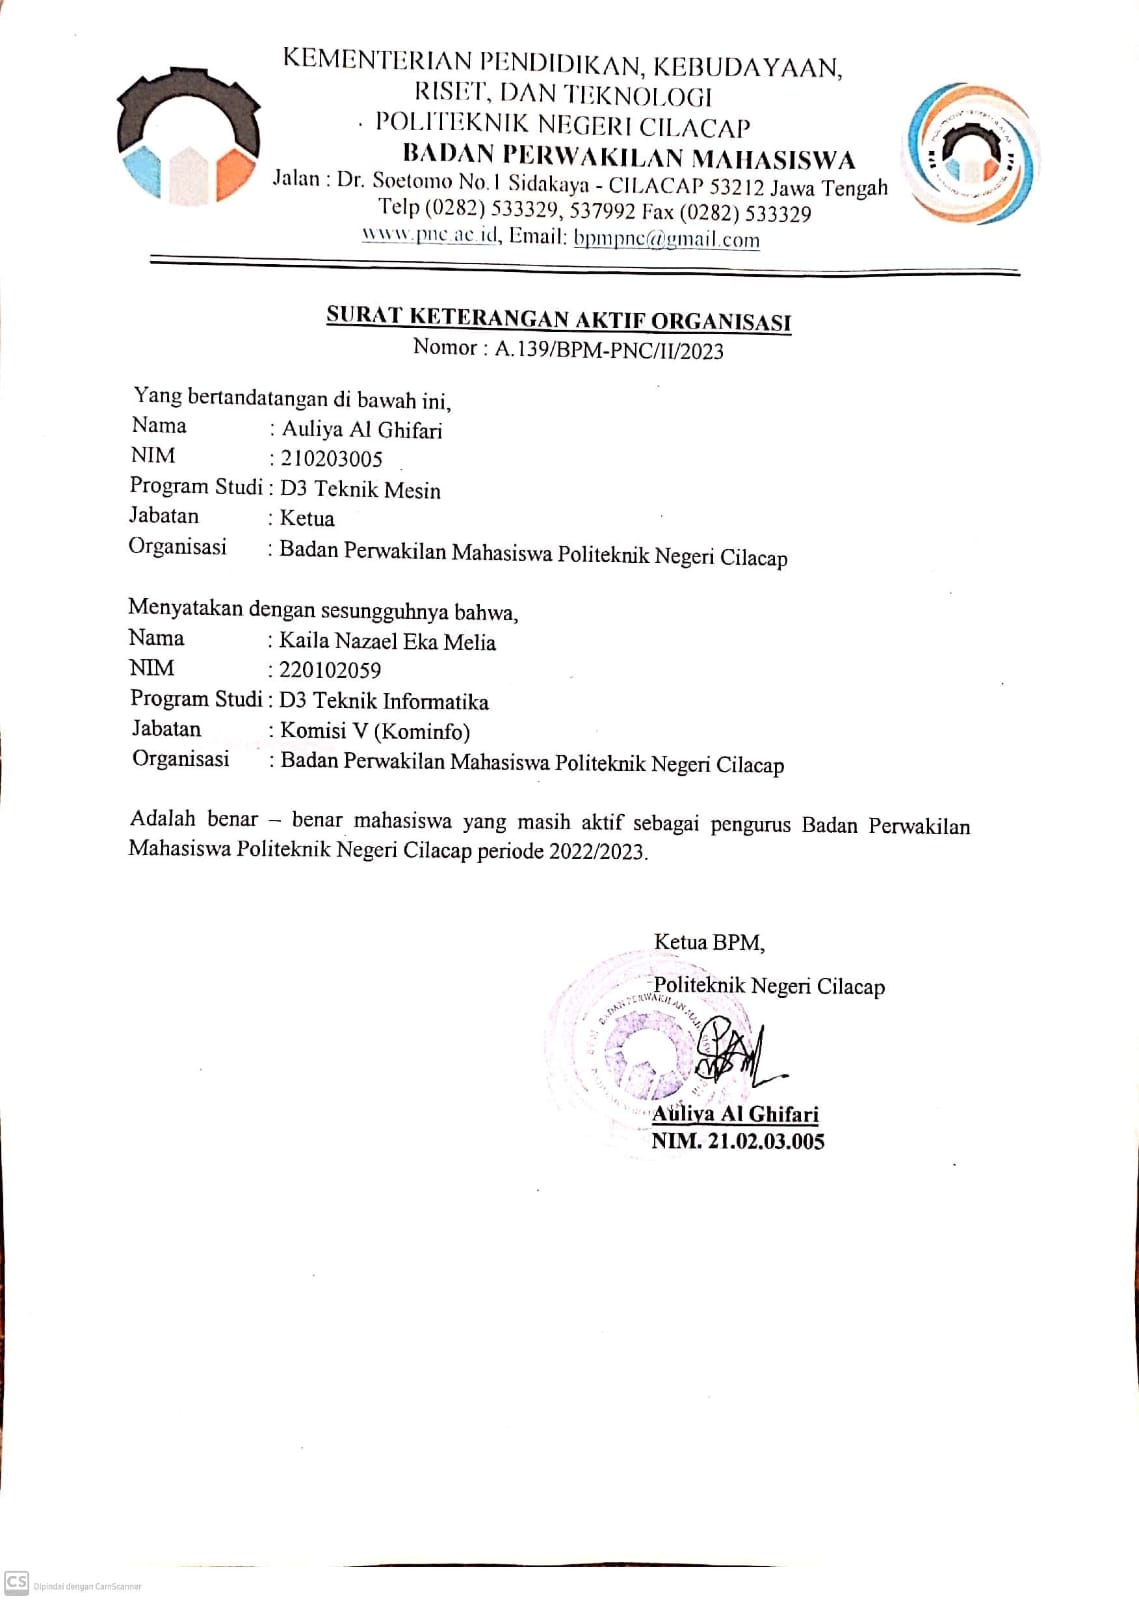 KEMENTERIAN PENDIDIKAN, KEBUDAYAAN,
RISET, DAN TEKNOLOGI
POLITEKNIK NEGERI CILACAP
BADAN PERWAKILAN MAHASISWA
Jalan : Dr. Soetomo No.1 Sidakaya - CILACAP 53212 Jawa Tengah
Telp (0282) 533329, 537992 Fax (0282) 533329
www.pnc.ac.id, Email: bpmpnc@gmail.com
SURAT KETERANGAN AKTIF ORGANISASI
Nomor : A.139/BPM-PNC/II/2023
Yang bertandatangan di bawah ini,
Nama : Auliya Al Ghifari
NIM : 210203005
Program Studi : D3 Teknik Mesin
Jabatan : Ketua
Organisasi : Badan Perwakilan Mahasiswa Politeknik Negeri Cilacap
Menyatakan dengan sesungguhnya bahwa,
Nama : Kaila Nazael Eka Melia
NIM : 220102059
Program Studi : D3 Teknik Informatika
Jabatan : Komisi V (Kominfo)
Organisasi : Badan Perwakilan Mahasiswa Politeknik Negeri Cilacap
Adalah benar – benar mahasiswa yang masih aktif sebagai pengurus Badan Perwakilan
Mahasiswa Politeknik Negeri Cilacap periode 2022/2023.
Ketua BPM,
Politeknik Negeri Cilacap
BADAN PERWAKILAN
Auliya Al Ghifari
NIM. 21.02.03.005
CS Dipindai dengan CamScanner